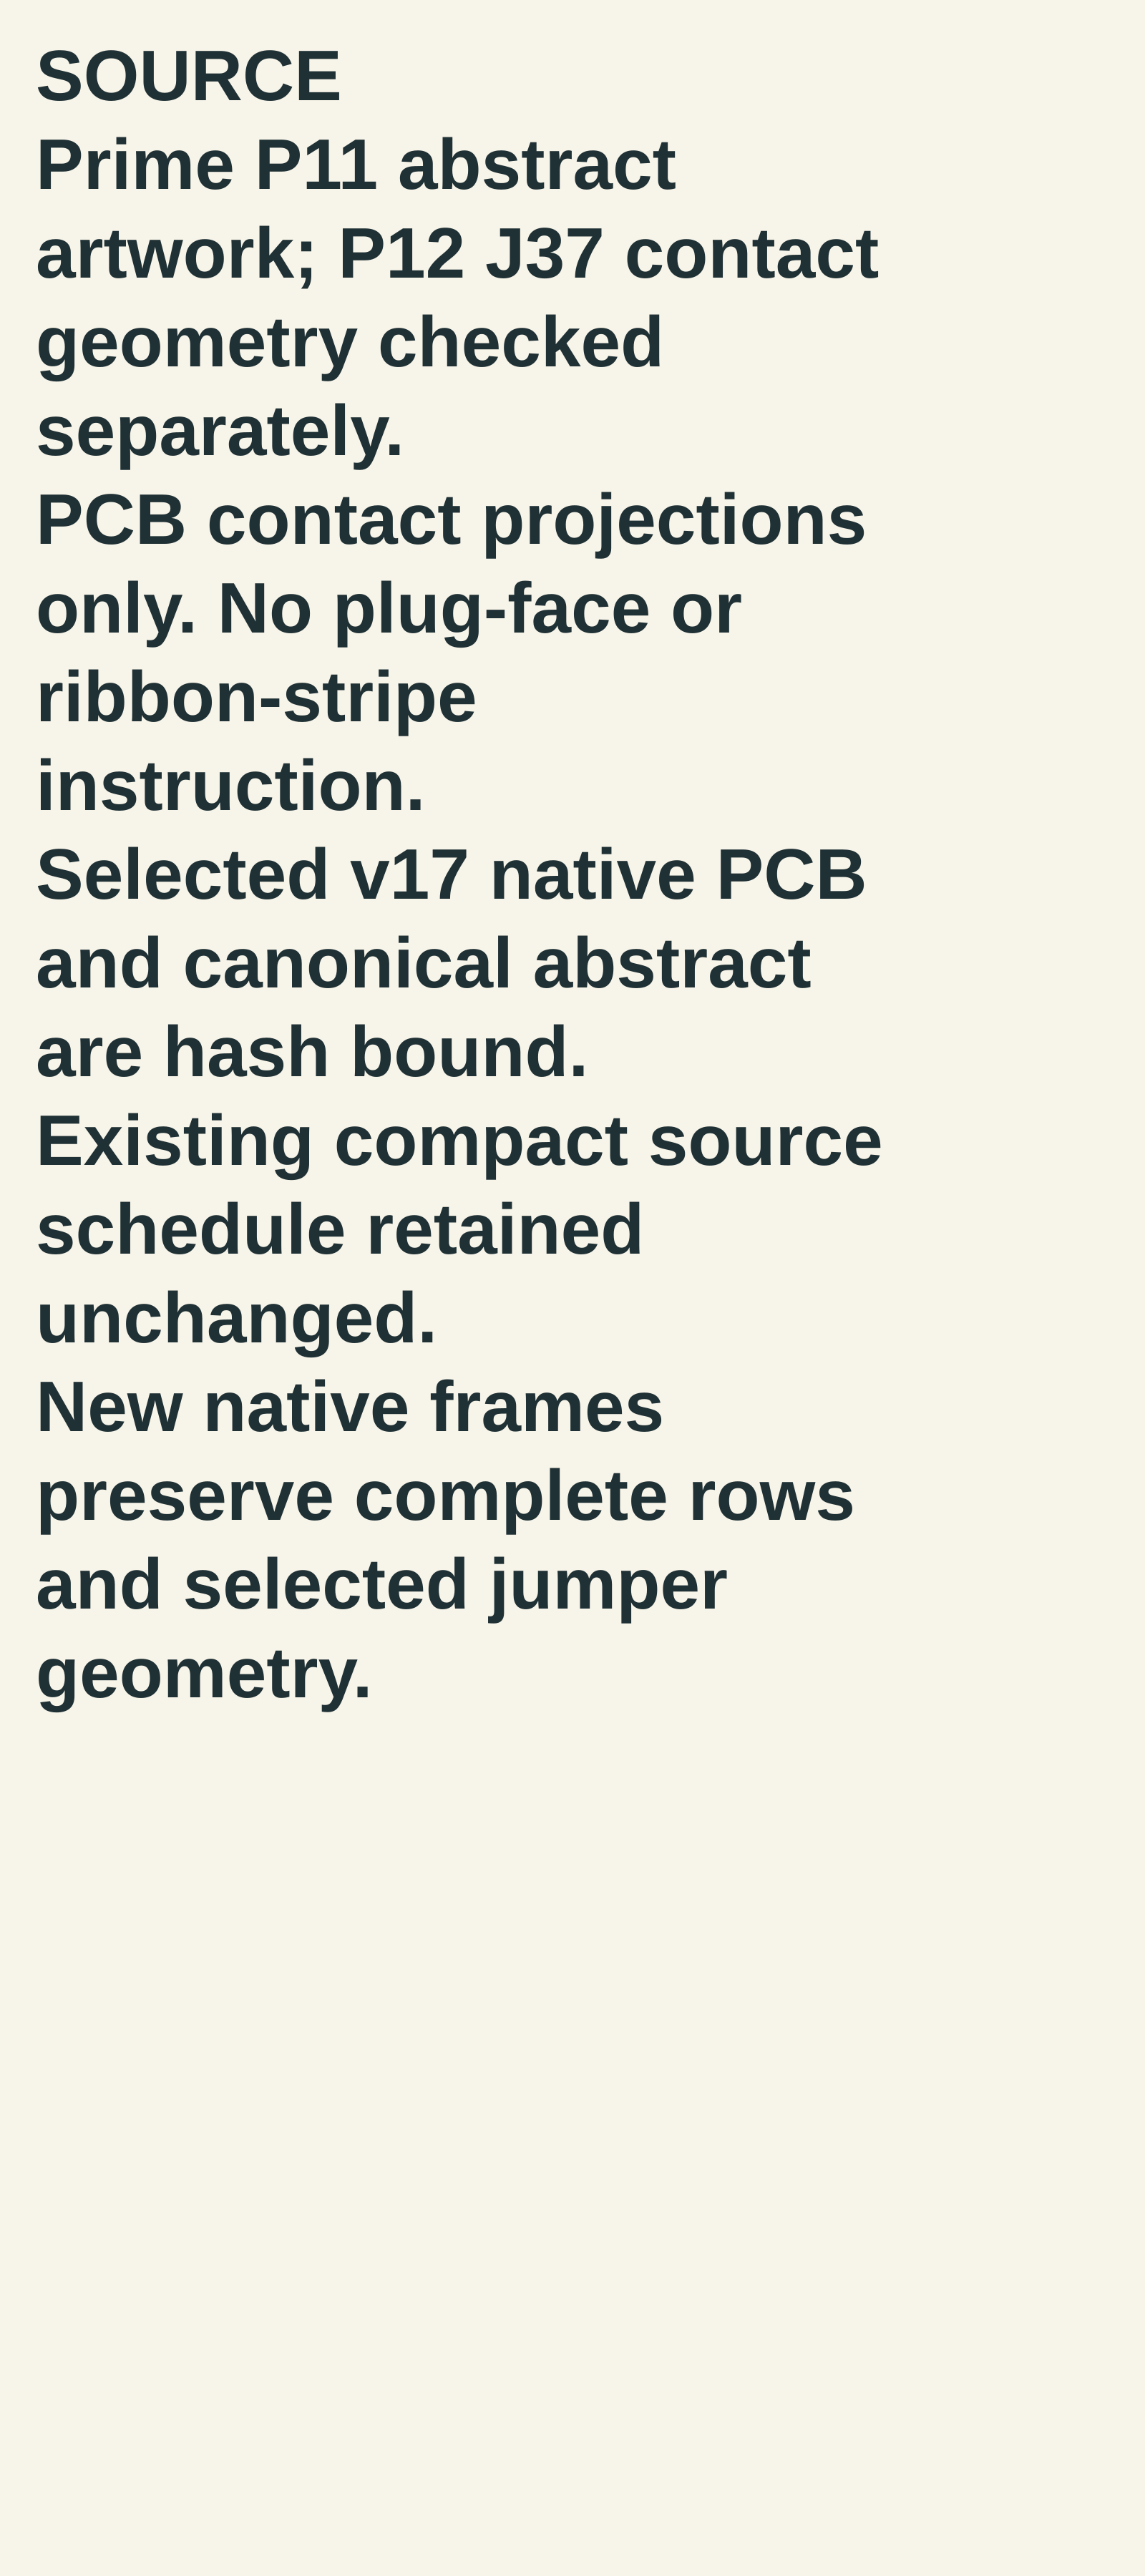 SOURCE
Prime P11 abstract
artwork; P12 J37 contact
geometry checked
separately.
PCB contact projections
only. No plug-face or
ribbon-stripe
instruction.
Selected v17 native PCB
and canonical abstract
are hash bound.
Existing compact source
schedule retained
unchanged.
New native frames
preserve complete rows
and selected jumper
geometry.